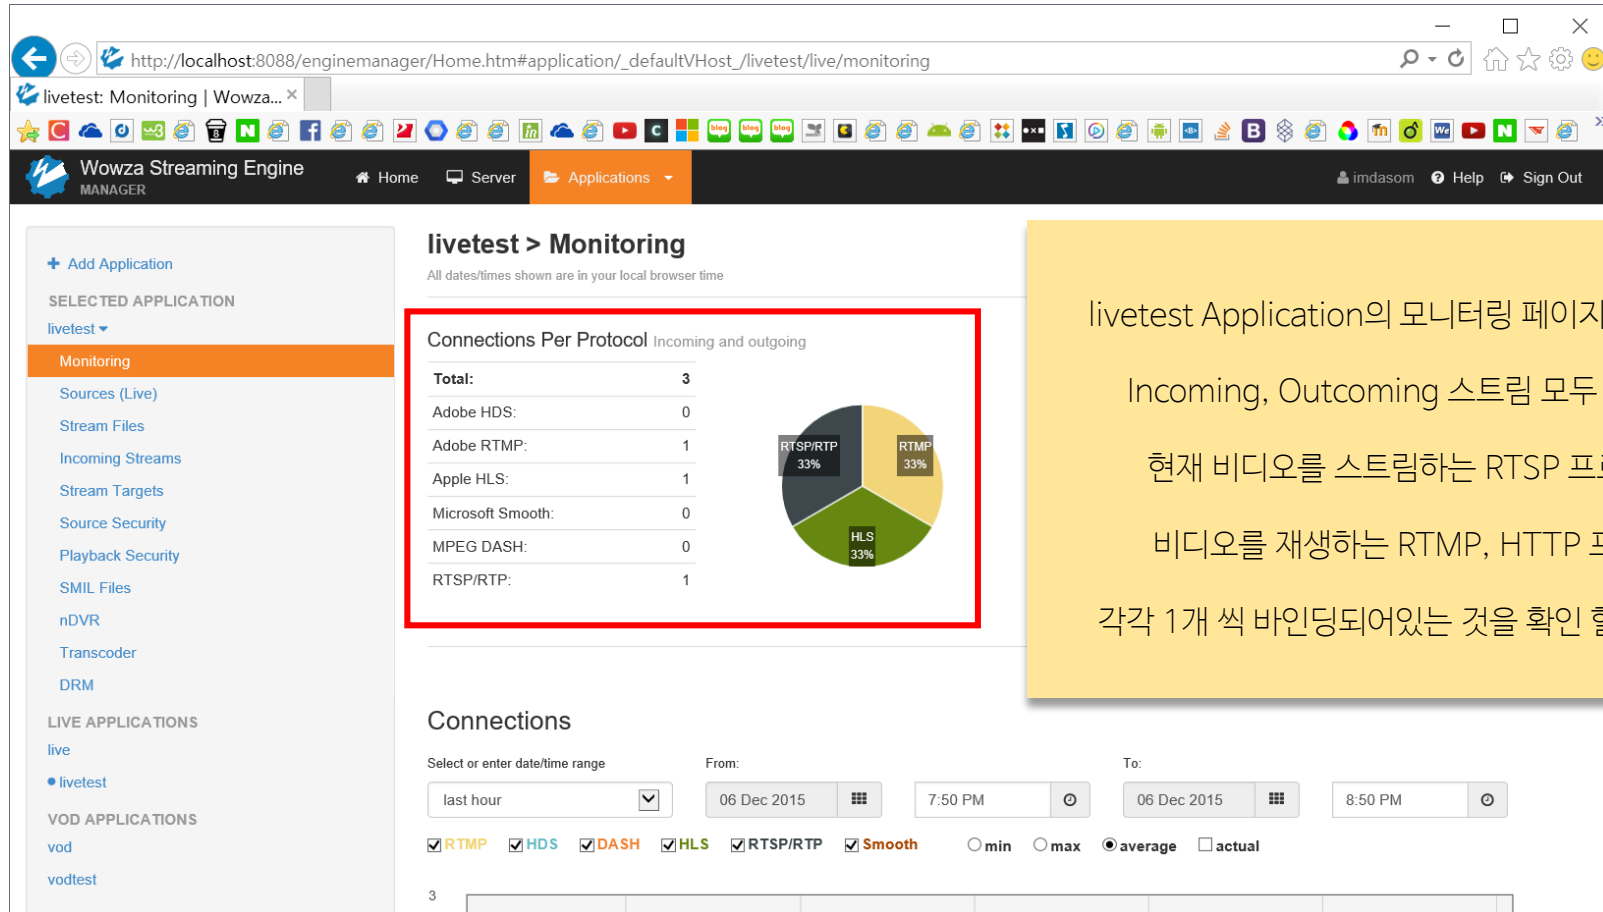 http://localhost:8088/enginemanager/Home.htm#application/_defaultVHost_/livetest/live/monitoring
livetest: Monitoring | Wowza...
Wowza Streaming Engine
MANAGER
Home
Server
Applications
imdasom
Help
Sign Out
Add Application
SELECTED APPLICATION
livetest
Monitoring
Sources (Live)
Stream Files
Incoming Streams
Stream Targets
Source Security
Playback Security
SMIL Files
nDVR
Transcoder
DRM
LIVE APPLICATIONS
live
livetest
VOD APPLICATIONS
vod
vodtest
livetest > Monitoring
All dates/times shown are in your local browser time
Connections Per Protocol Incoming and outgoing
Total: 3
Adobe HDS: 0
Adobe RTMP: 1
Apple HLS: 1
Microsoft Smooth: 0
MPEG DASH: 0
RTSP/RTP: 1
RTSP/RTP 33%
RTMP 33%
HLS 33%
livetest Application의 모니터링 페이지
Incoming, Outcoming 스트림 모두
현재 비디오를 스트림하는 RTSP
비디오를 재생하는 RTMP, HTTP
각각 1개 씩 바인딩되어있는 것을 확인
Connections
Select or enter date/time range
From:
To:
last hour
06 Dec 2015
7:50 PM
06 Dec 2015
8:50 PM
RTMP HDS DASH HLS RTSP/RTP Smooth min max average actual
3